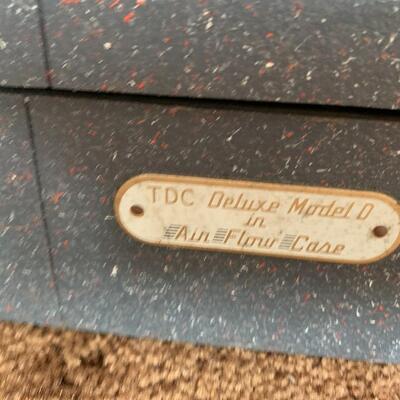 TDC Deluxe Model D
in
Air Flow Case